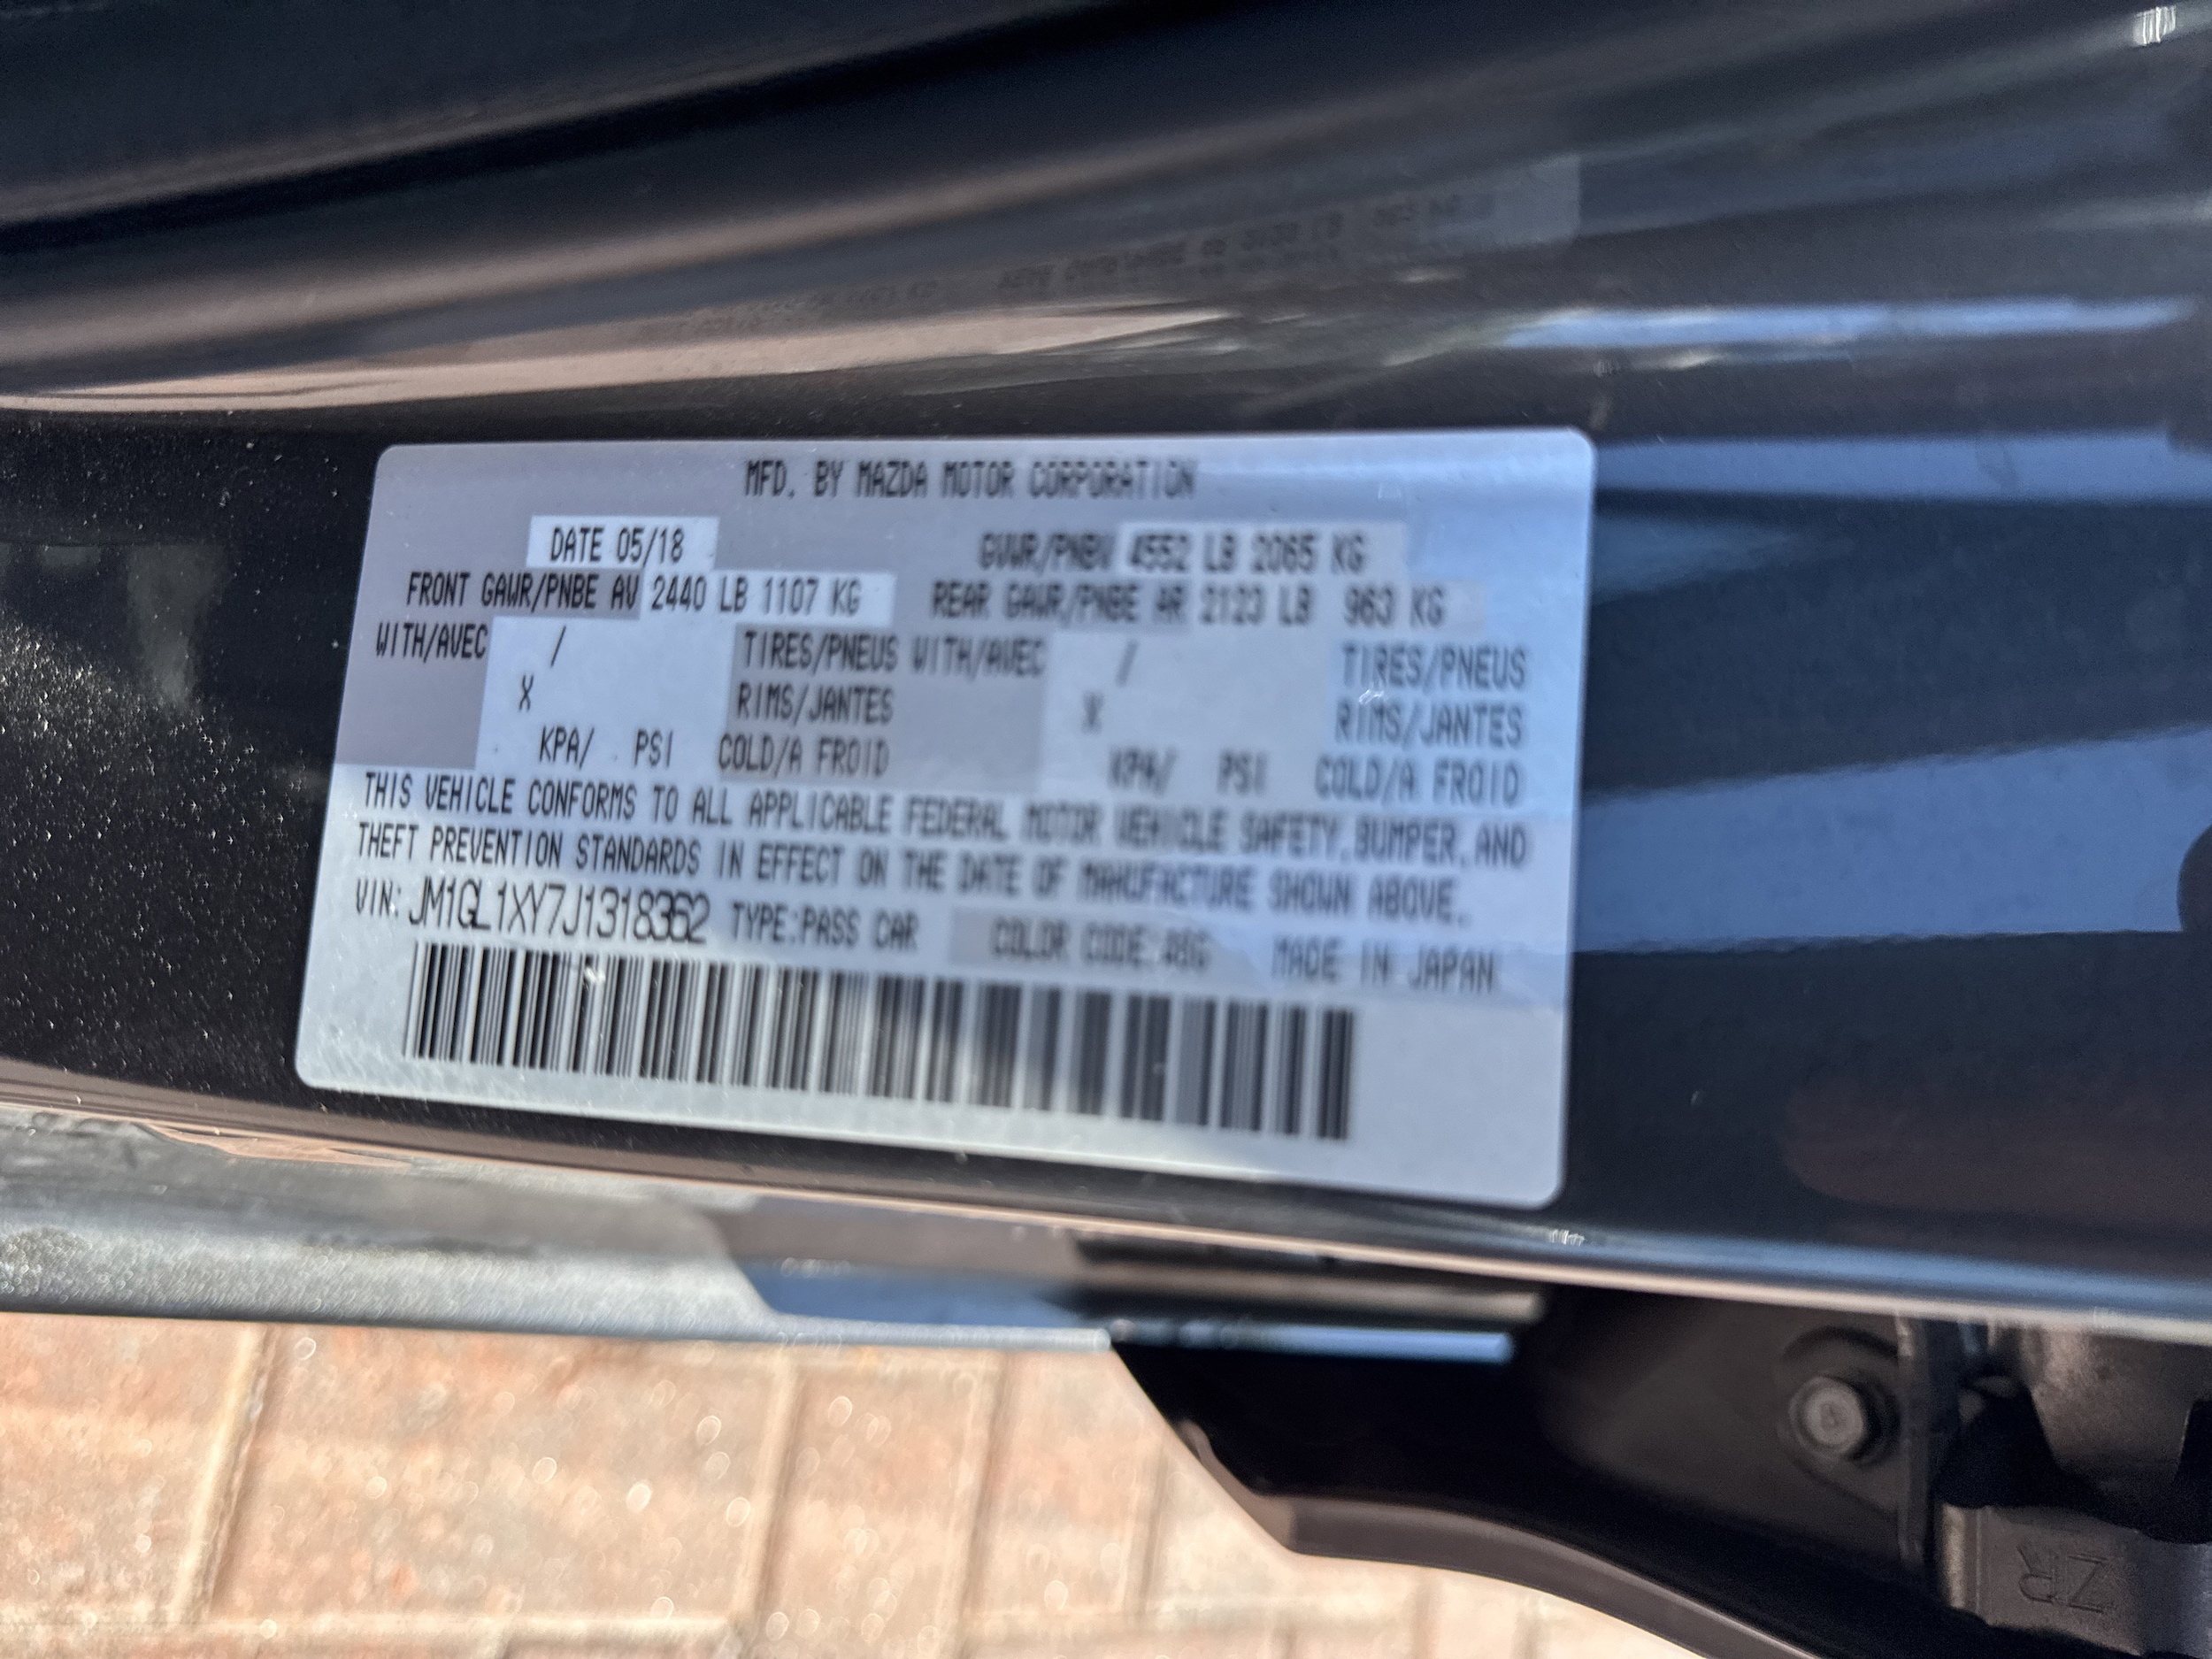 MFD. BY MAZDA MOTOR CORPORATION
DATE 05/18 GVWR/PNBV 4552 LB 2065 KG
FRONT GAWR/PNBE AV 2440 LB 1107 KG REAR GAWR/PNBE AR 2123 LB 963 KG
WITH/AVEC / TIRES/PNEUS WITH/AVEC / TIRES/PNEUS
X RIMS/JANTES X RIMS/JANTES
KPA/ PSI COLD/A FROID KPA/ PSI COLD/A FROID
THIS VEHICLE CONFORMS TO ALL APPLICABLE FEDERAL MOTOR VEHICLE SAFETY, BUMPER, AND
THEFT PREVENTION STANDARDS IN EFFECT ON THE DATE OF MANUFACTURE SHOWN ABOVE.
VIN: JM1GL1XY7J1318362 TYPE:PASS CAR COLOR CODE: MADE IN JAPAN
ZR